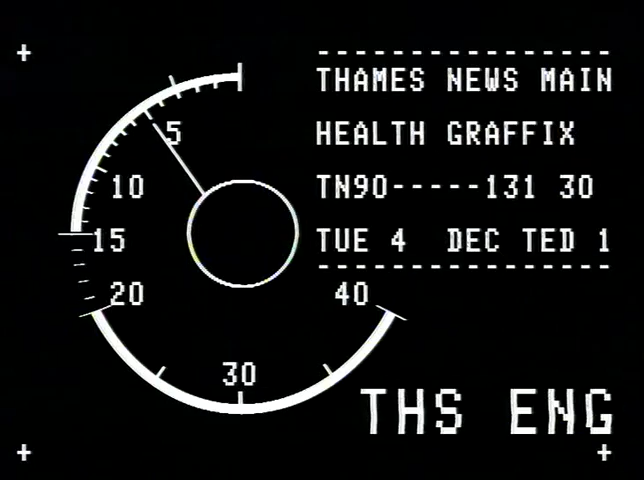 ----------------
THAMES NEWS MAIN
HEALTH GRAFFIX
TN90-----131 30
TUE 4 DEC TED 1
----------------
5
10
15
20
40
30
THS ENG